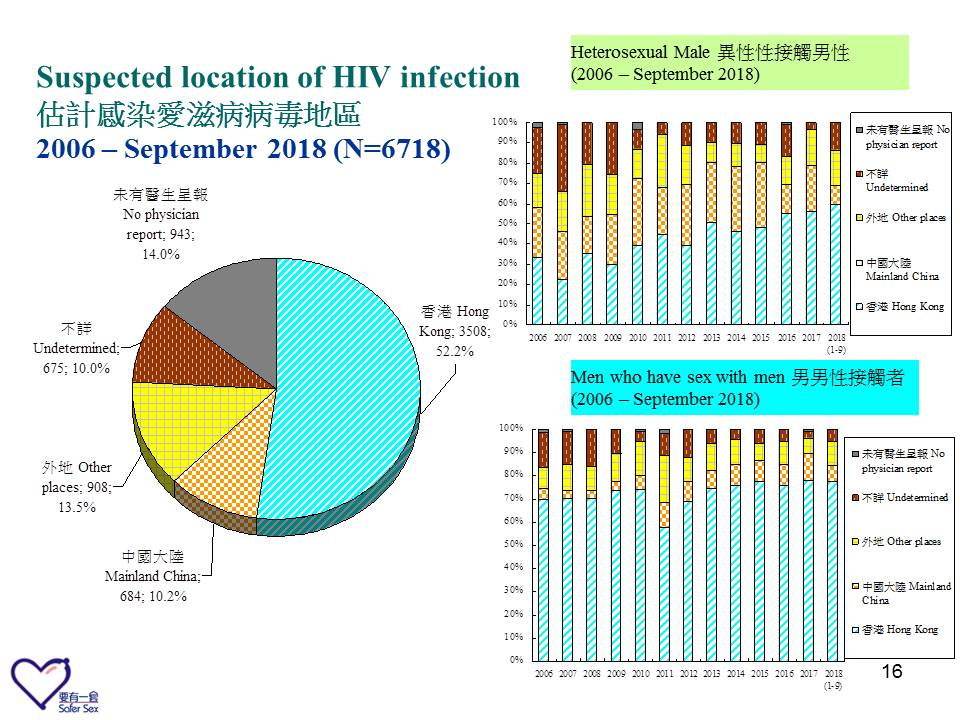 Suspected location of HIV infection
估計感染愛滋病病毒地區
2006 – September 2018 (N=6718)
未有醫生呈報
No physician
report; 943;
14.0%
不詳
Undetermined;
675; 10.0%
外地 Other
places; 908;
13.5%
中國大陸
Mainland China;
684; 10.2%
香港 Hong
Kong; 3508;
52.2%
Heterosexual Male 異性性接觸男性
(2006 – September 2018)
100%
90%
80%
70%
60%
50%
40%
30%
20%
10%
0%
2006 2007 2008 2009 2010 2011 2012 2013 2014 2015 2016 2017 2018
(1-9)
未有醫生呈報 No
physician report
不詳
Undetermined
外地 Other places
中國大陸
Mainland China
香港 Hong Kong
Men who have sex with men 男男性接觸者
(2006 – September 2018)
100%
90%
80%
70%
60%
50%
40%
30%
20%
10%
0%
2006 2007 2008 2009 2010 2011 2012 2013 2014 2015 2016 2017 2018
(1-9)
未有醫生呈報 No
physician report
不詳 Undetermined
外地 Other places
中國大陸 Mainland
China
香港 Hong Kong
要有一套
Safer Sex
16